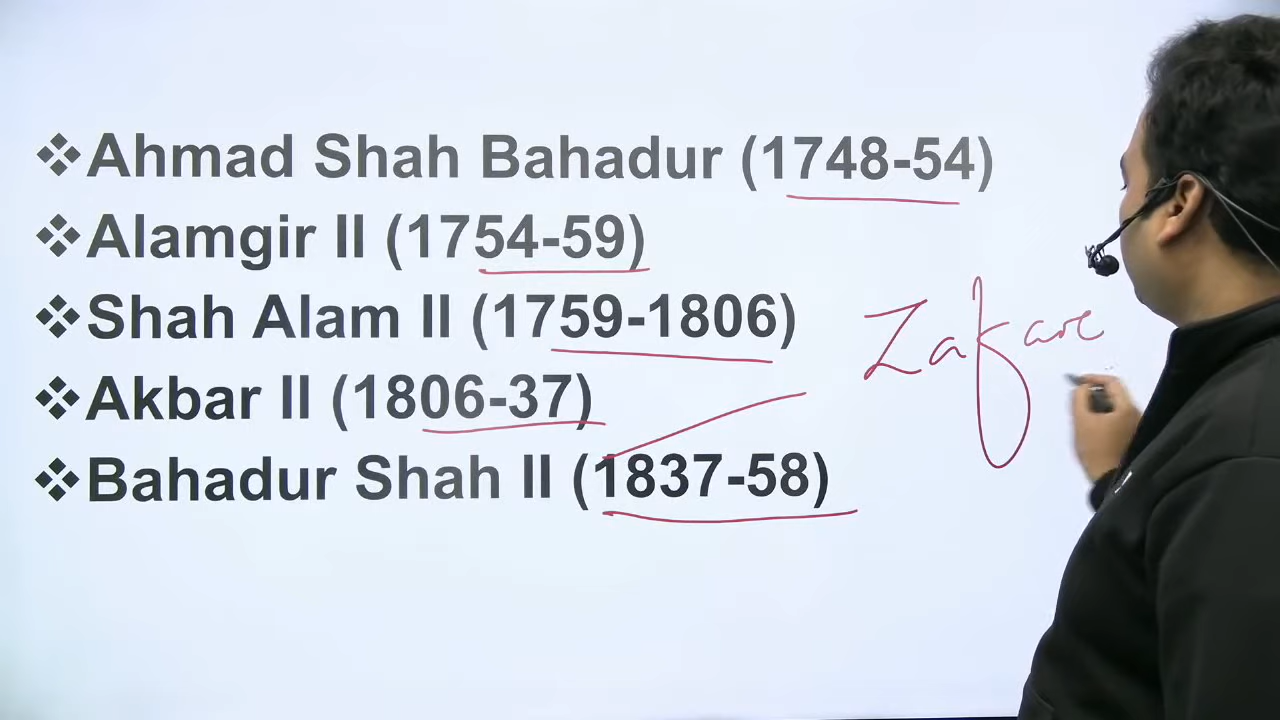 ❖Ahmad Shah Bahadur (1748-54)
❖Alamgir II (1754-59)
❖Shah Alam II (1759-1806)
❖Akbar II (1806-37)
❖Bahadur Shah II (1837-58)
Zafare